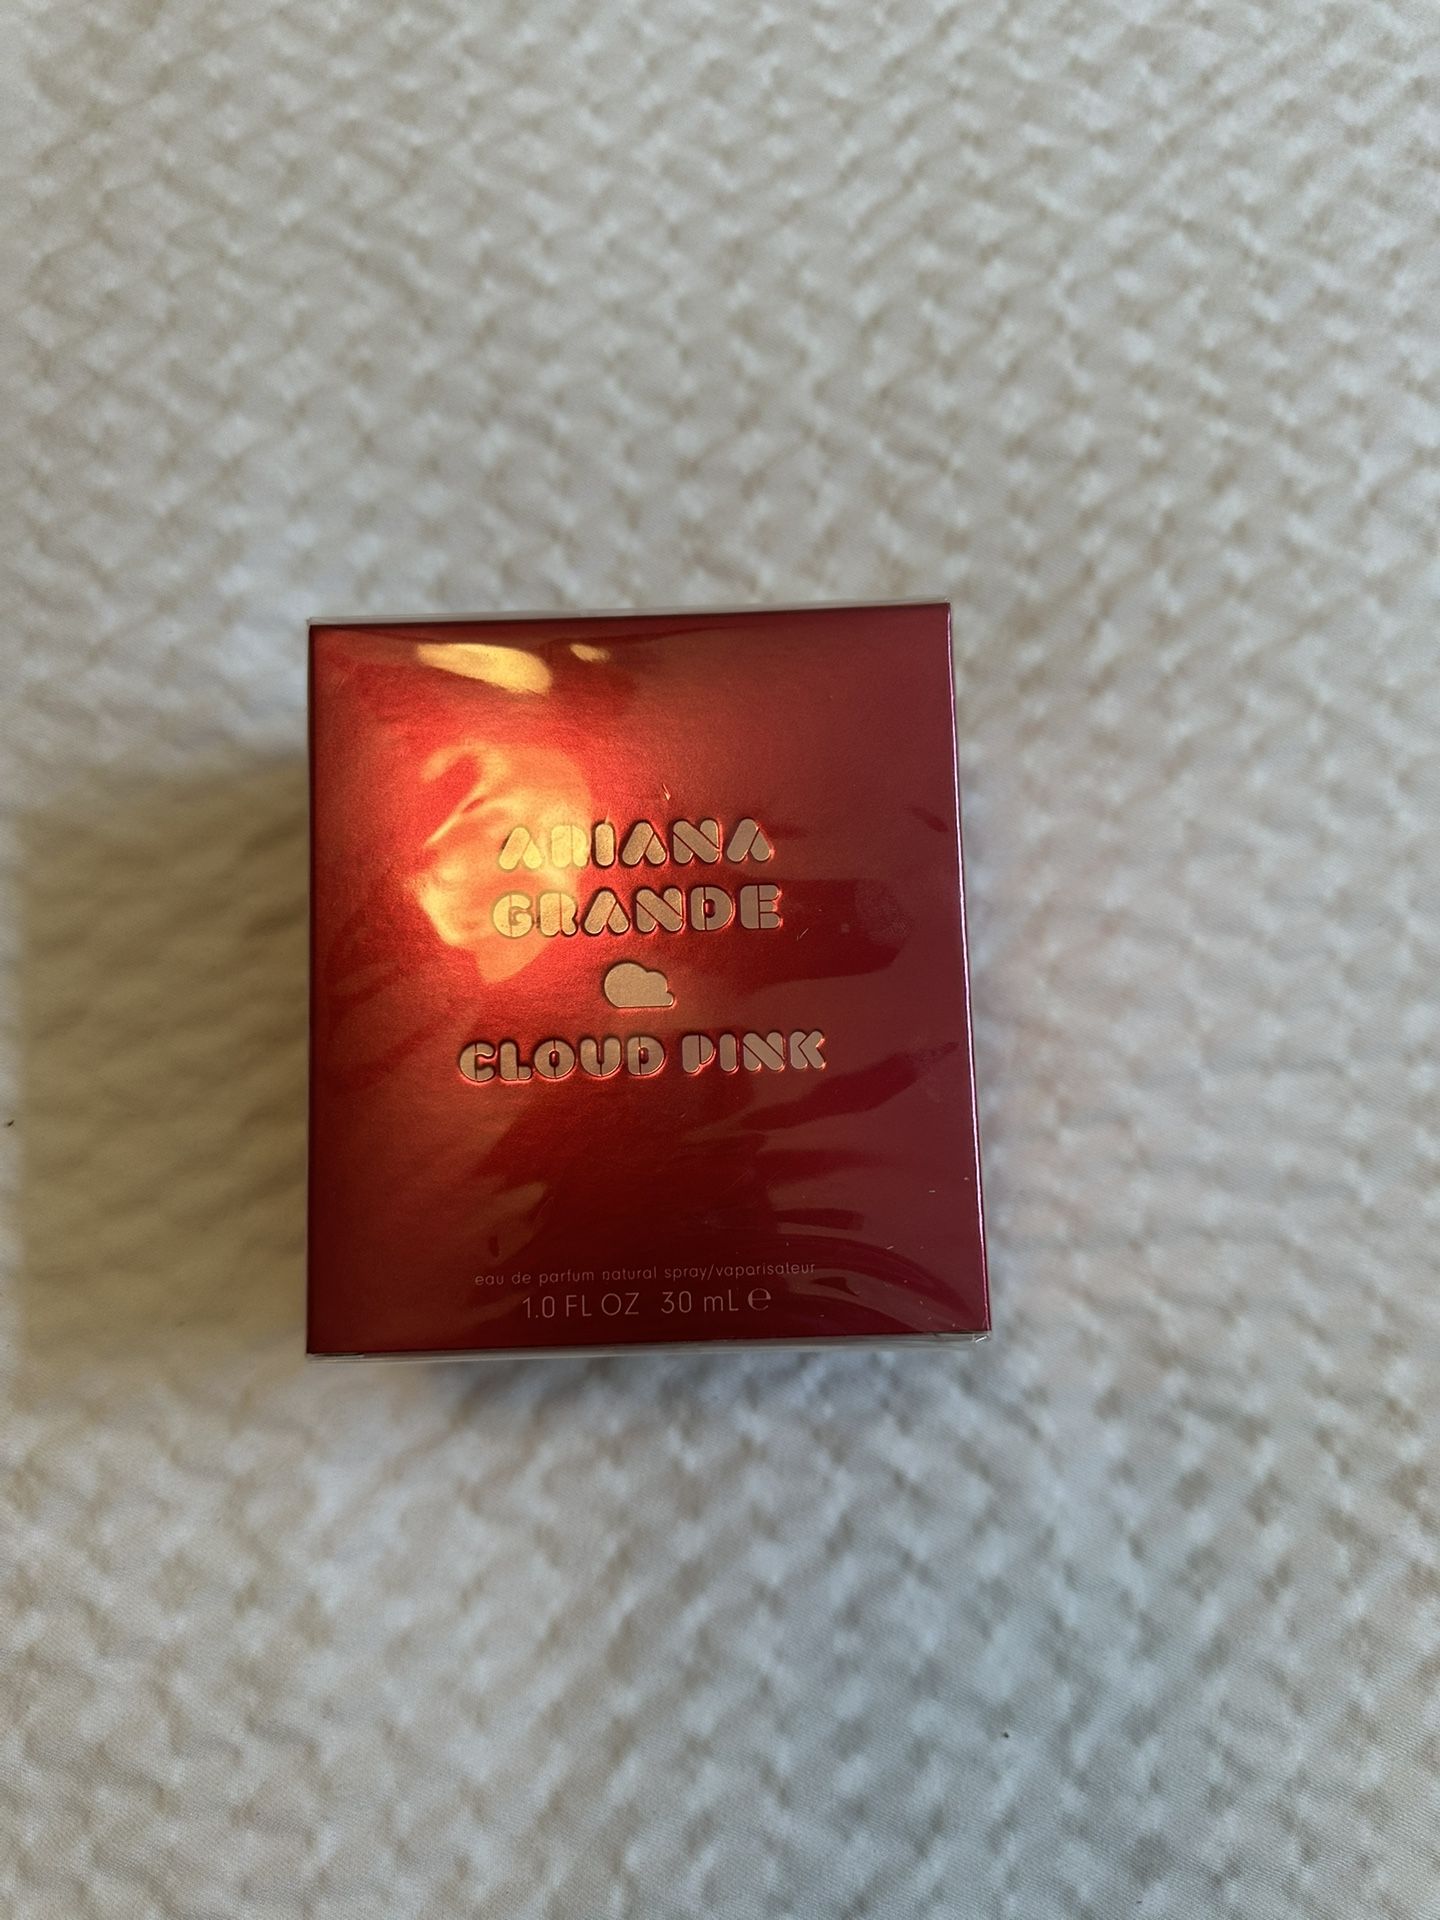 ARIANA
GRANDE
CLOUD PINK
eau de parfum natural spray/vaporisateur
1.0 FL OZ 30 mL ℮